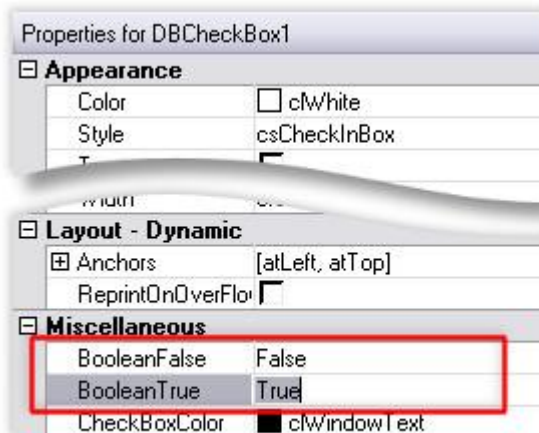 Properties for DBCheckBox1
Appearance
Color clWhite
Style csCheckInBox
Layout - Dynamic
Anchors [atLeft, atTop]
ReprintOnOverFlo
Miscellaneous
BooleanFalse False
BooleanTrue True
CheckBoxColor clWindowText